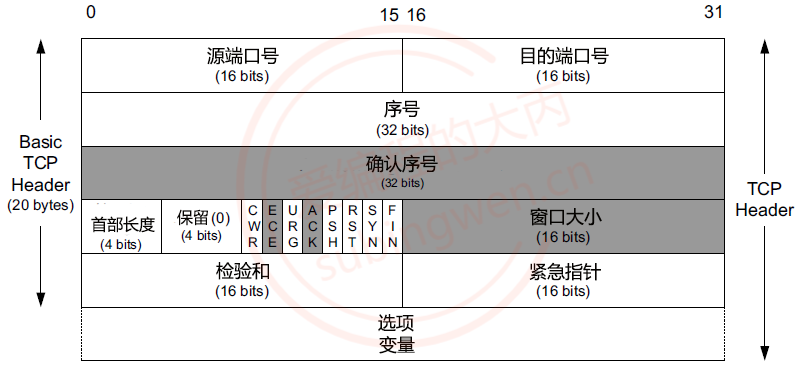 0 15 16 31
源端口号 目的端口号
(16 bits) (16 bits)
序号
(32 bits)
Basic
TCP
Header
(20 bytes)
确认序号
(32 bits)
TCP
Header
首部长度 保留(0) CWR ECE URG ACK PSH RST SYN FIN 窗口大小
(4 bits) (4 bits) (16 bits)
检验和 紧急指针
(16 bits) (16 bits)
选项
变量
爱编程的大丙
subingwen.cn